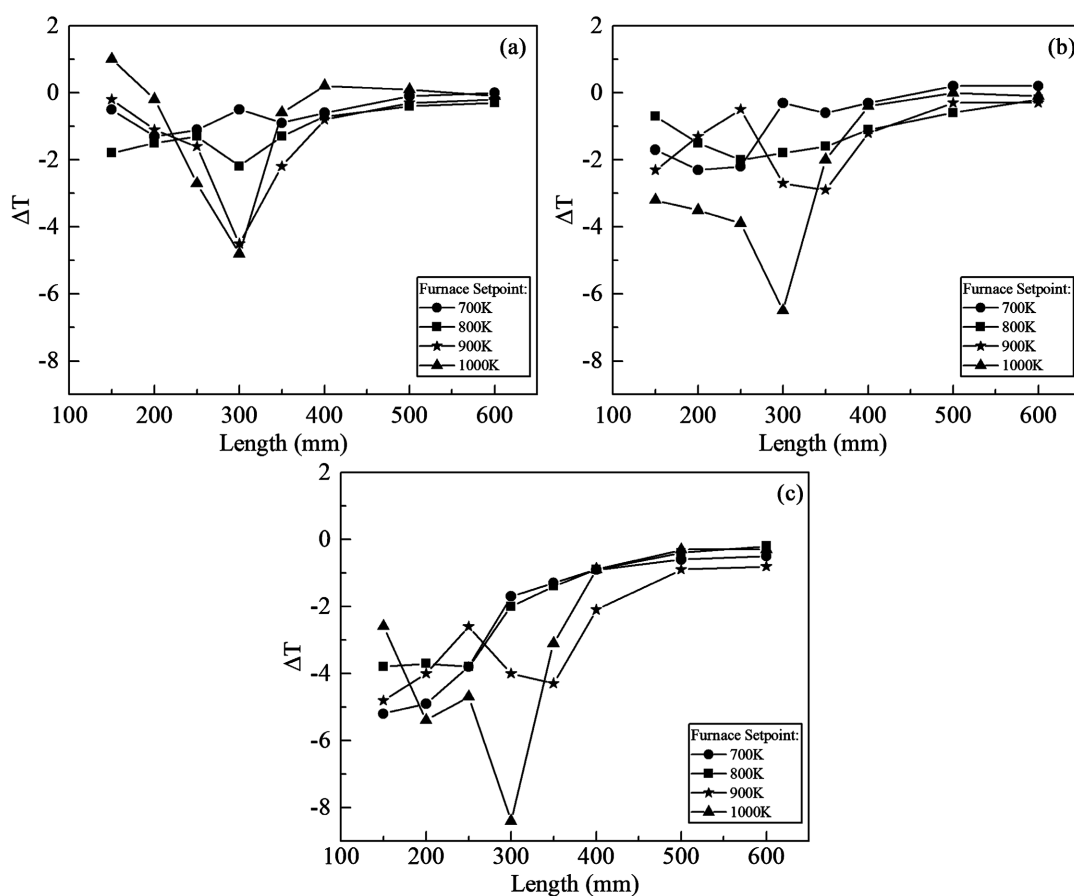 (a)
2
0
-2
-4
-6
-8
ΔT
Furnace Setpoint:
700K
800K
900K
1000K
100 200 300 400 500 600
Length (mm)
(b)
2
0
-2
-4
-6
-8
ΔT
Furnace Setpoint:
700K
800K
900K
1000K
100 200 300 400 500 600
Length (mm)
(c)
2
0
-2
-4
-6
-8
ΔT
Furnace Setpoint:
700K
800K
900K
1000K
100 200 300 400 500 600
Length (mm)